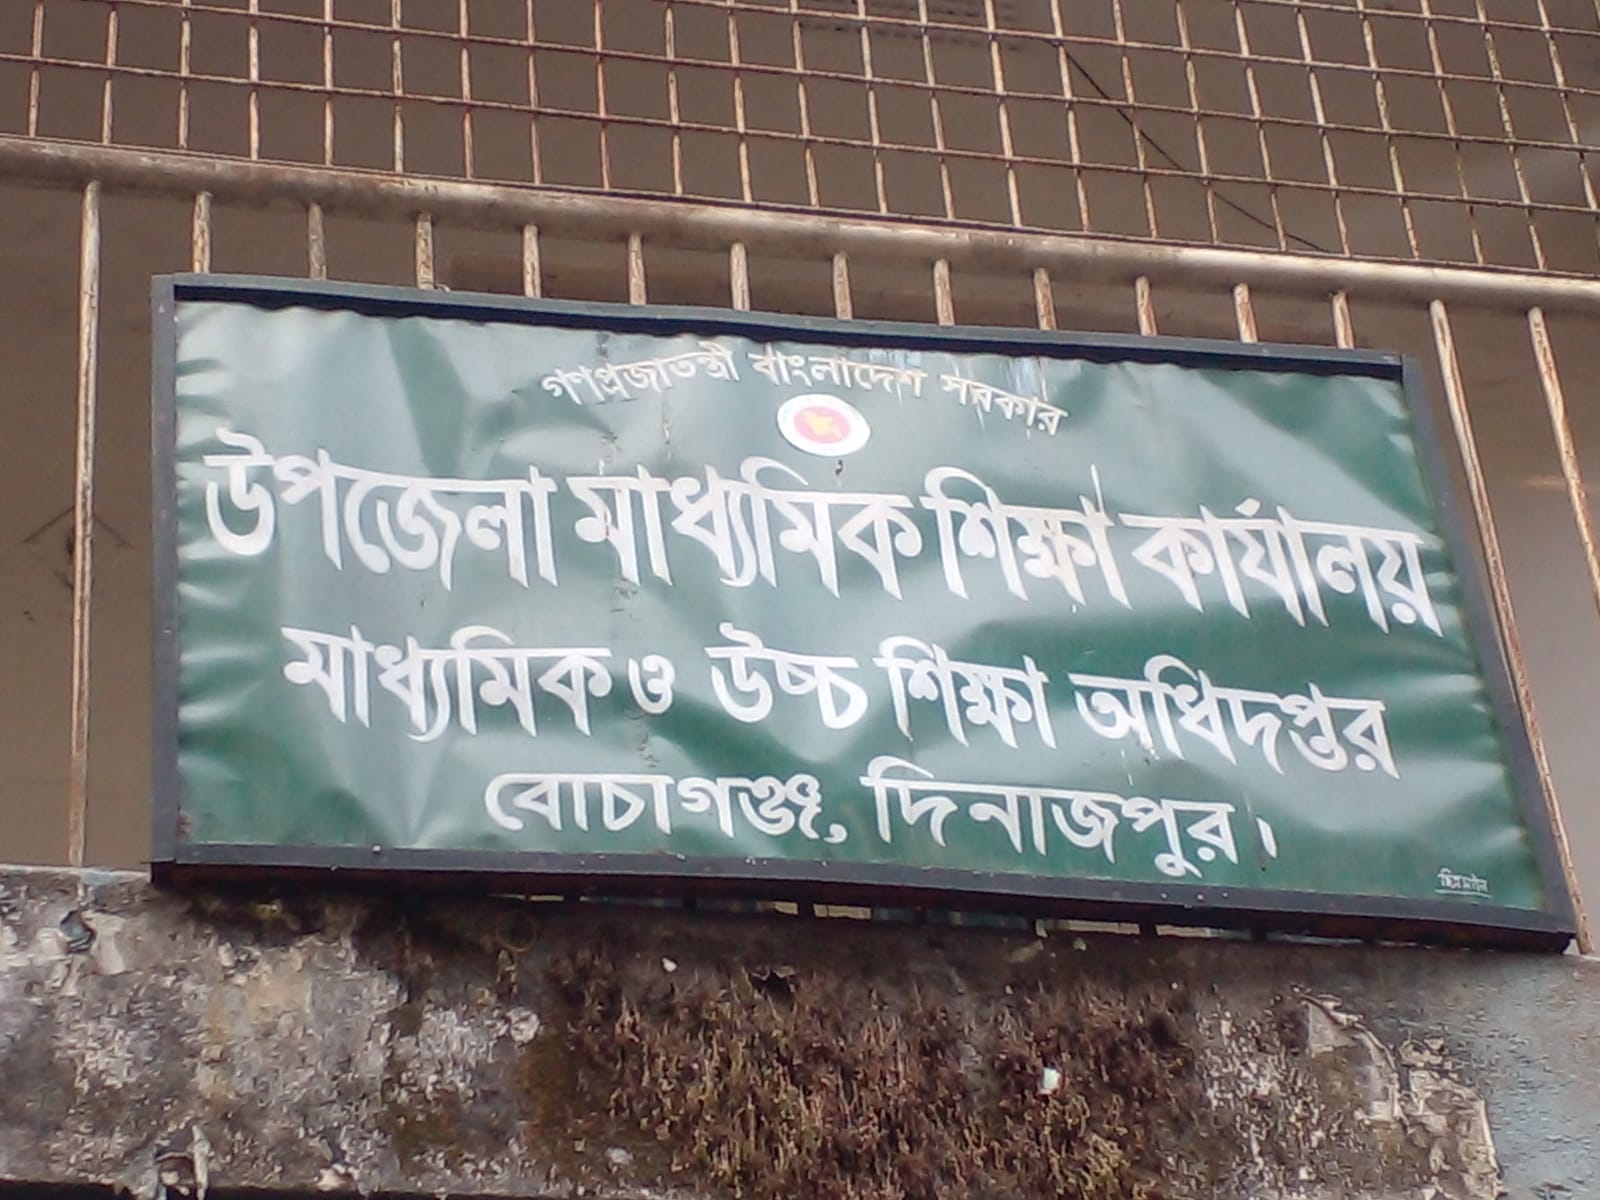 গণপ্রজাতন্ত্রী বাংলাদেশ সরকার
উপজেলা মাধ্যমিক শিক্ষা কার্যালয়
মাধ্যমিক ও উচ্চ শিক্ষা অধিদপ্তর
বোচাগঞ্জ, দিনাজপুর।